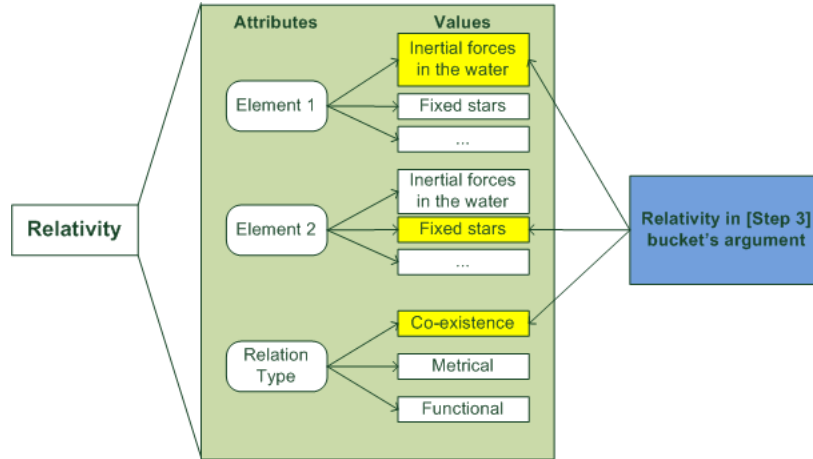 Attributes
Values
Inertial forces
in the water
Element 1
Fixed stars
...
Relativity
Inertial forces
in the water
Element 2
Fixed stars
...
Relativity in [Step 3]
bucket's argument
Co-existence
Relation
Type
Metrical
Functional